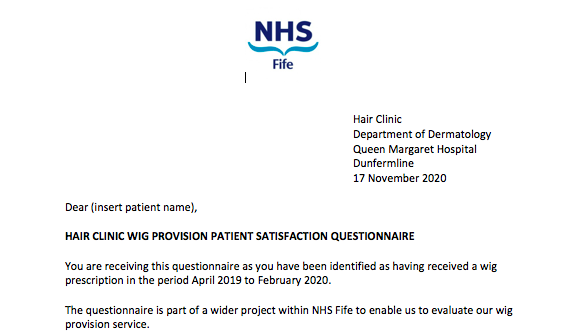 NHS
Fife
Hair Clinic
Department of Dermatology
Queen Margaret Hospital
Dunfermline
17 November 2020
Dear (insert patient name),
HAIR CLINIC WIG PROVISION PATIENT SATISFACTION QUESTIONNAIRE
You are receiving this questionnaire as you have been identified as having received a wig
prescription in the period April 2019 to February 2020.
The questionnaire is part of a wider project within NHS Fife to enable us to evaluate our wig
provision service.